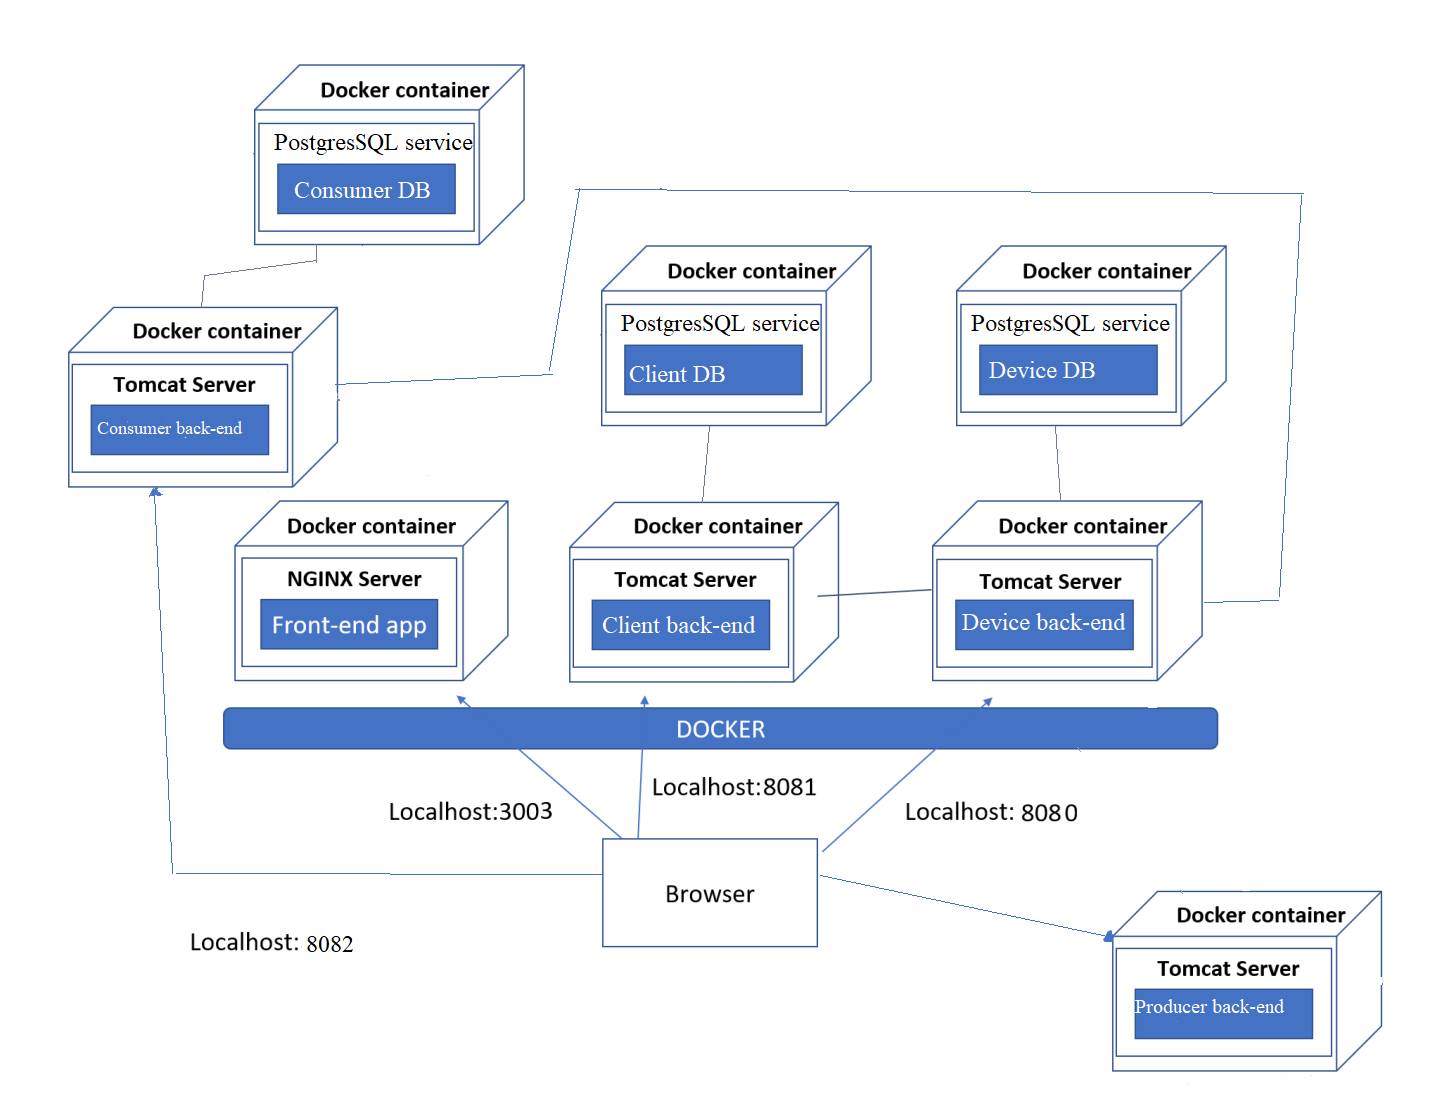 Docker container
PostgresSQL service
Consumer DB
Docker container
Tomcat Server
Consumer back-end
Docker container
PostgresSQL service
Client DB
Docker container
PostgresSQL service
Device DB
Docker container
NGINX Server
Front-end app
Docker container
Tomcat Server
Client back-end
Docker container
Tomcat Server
Device back-end
DOCKER
Localhost:3003
Localhost:8081
Localhost: 8080
Browser
Localhost: 8082
Docker container
Tomcat Server
Producer back-end